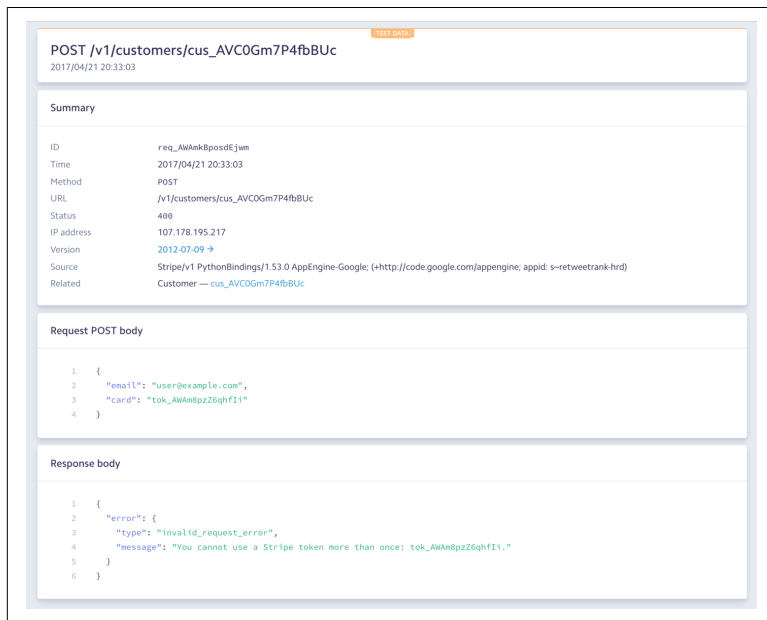 TEST DATA
POST /v1/customers/cus_AVC0Gm7P4fbBUc
2017/04/21 20:33:03
Summary
ID req_AWAmkBposdEjwm
Time 2017/04/21 20:33:03
Method POST
URL /v1/customers/cus_AVC0Gm7P4fbBUc
Status 400
IP address 107.178.195.217
Version 2012-07-09 →
Source Stripe/v1 PythonBindings/1.53.0 AppEngine-Google; (+http://code.google.com/appengine; appid: s~retweetrank-hrd)
Related Customer — cus_AVC0Gm7P4fbBUc
Request POST body
1 {
2 "email": "user@example.com",
3 "card": "tok_AWAm8pzZ6qhfIi"
4 }
Response body
1 {
2 "error": {
3 "type": "invalid_request_error",
4 "message": "You cannot use a Stripe token more than once: tok_AWAm8pzZ6qhfIi."
5 }
6 }